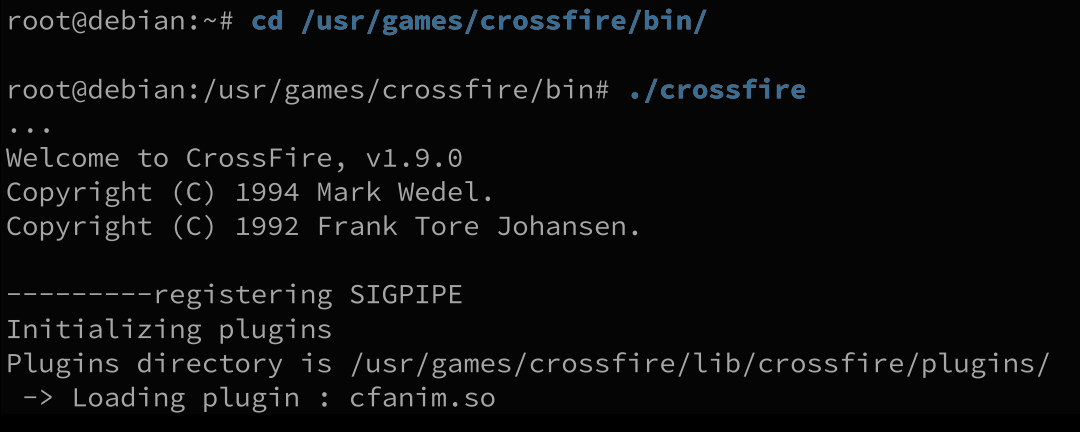 root@debian:~# cd /usr/games/crossfire/bin/
root@debian:/usr/games/crossfire/bin# ./crossfire
...
Welcome to CrossFire, v1.9.0
Copyright (C) 1994 Mark Wedel.
Copyright (C) 1992 Frank Tore Johansen.
---------registering SIGPIPE
Initializing plugins
Plugins directory is /usr/games/crossfire/lib/crossfire/plugins/
 -> Loading plugin : cfanim.so